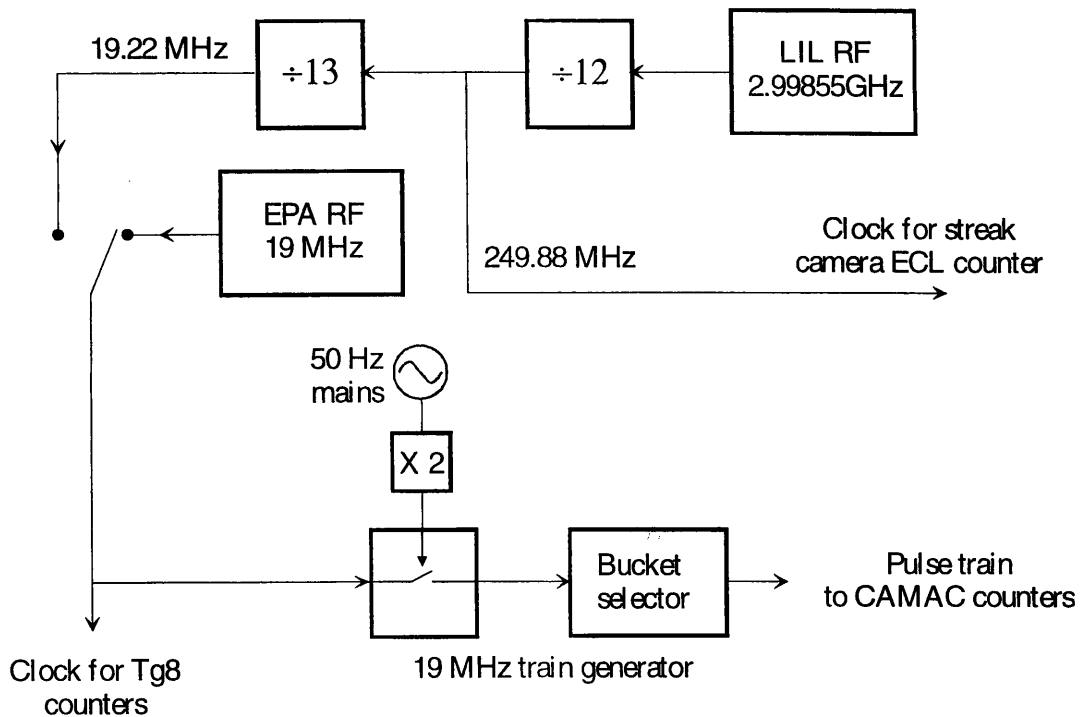 19.22 MHz
÷13
÷12
LIL RF
2.99855GHz
EPA RF
19 MHz
249.88 MHz
Clock for streak
camera ECL counter
50 Hz
mains
X 2
Bucket
selector
Pulse train
to CAMAC counters
19 MHz train generator
Clock for Tg8
counters